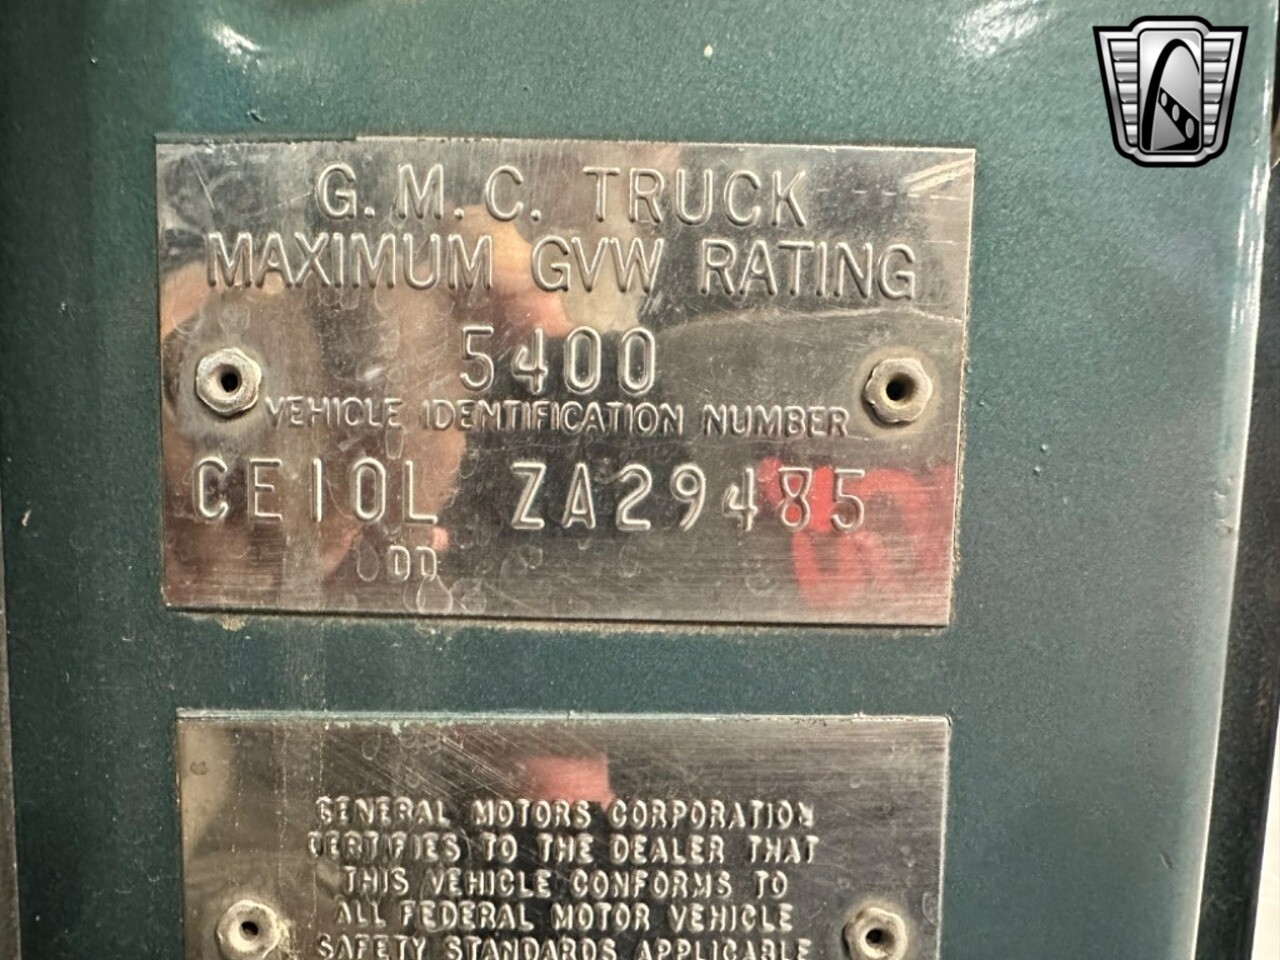 G.M.C. TRUCK
MAXIMUM GVW RATING
5400
VEHICLE IDENTIFICATION NUMBER
CE10L ZA29485
DD
GENERAL MOTORS CORPORATION
CERTIFIES TO THE DEALER THAT
THIS VEHICLE CONFORMS TO
ALL FEDERAL MOTOR VEHICLE
SAFETY STANDARDS APPLICABLE